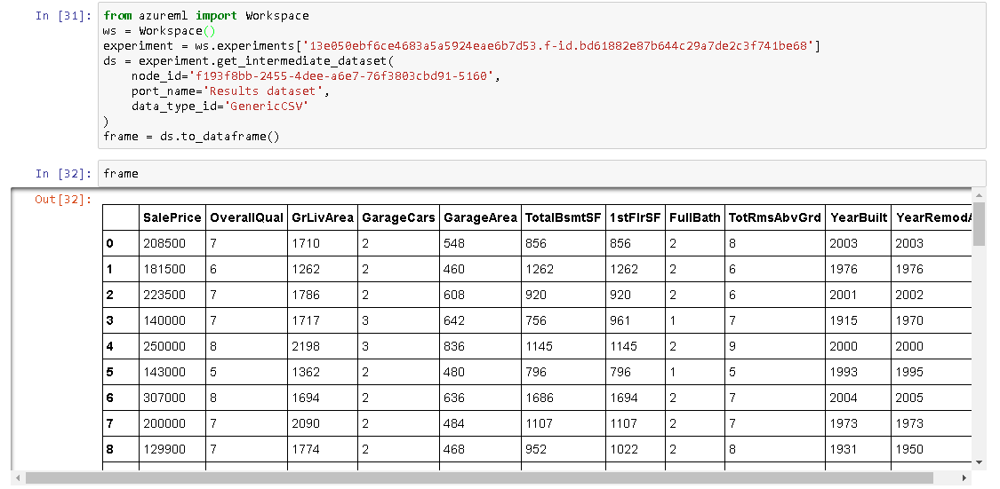 In [31]: from azureml import Workspace
ws = Workspace()
experiment = ws.experiments['13e050ebf6ce4683a5a5924eae6b7d53.f-id.bd61882e87b644c29a7de2c3f741be68']
ds = experiment.get_intermediate_dataset(
    node_id='f193f8bb-2455-4dee-a6e7-76f3803cbd91-5160',
    port_name='Results dataset',
    data_type_id='GenericCSV'
)
frame = ds.to_dataframe()
In [32]: frame
Out[32]:
SalePrice OverallQual GrLivArea GarageCars GarageArea TotalBsmtSF 1stFlrSF FullBath TotRmsAbvGrd YearBuilt YearRemodA
0 208500 7 1710 2 548 856 856 2 8 2003 2003
1 181500 6 1262 2 460 1262 1262 2 6 1976 1976
2 223500 7 1786 2 608 920 920 2 6 2001 2002
3 140000 7 1717 3 642 756 961 1 7 1915 1970
4 250000 8 2198 3 836 1145 1145 2 9 2000 2000
5 143000 5 1362 2 480 796 796 1 5 1993 1995
6 307000 8 1694 2 636 1686 1694 2 7 2004 2005
7 200000 7 2090 2 484 1107 1107 2 7 1973 1973
8 129900 7 1774 2 468 952 1022 2 8 1931 1950